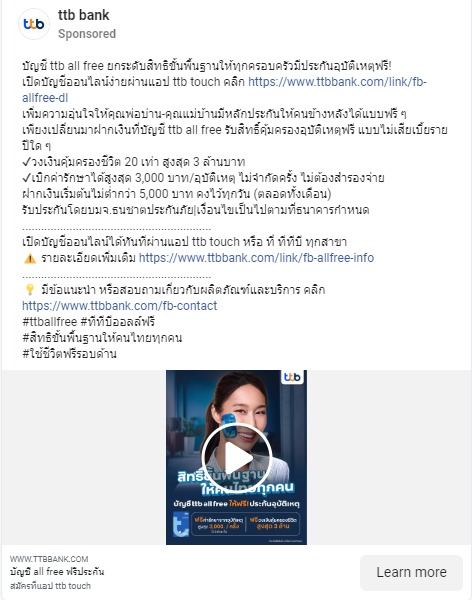 ttb
ttb bank
Sponsored
บัญชี ttb all free ยกระดับสิทธิขั้นพื้นฐานให้ทุกครอบครัวมีประกันอุบัติเหตุฟรี!
เปิดบัญชีออนไลน์ง่ายผ่านแอป ttb touch คลิก https://www.ttbbank.com/link/fb-
allfree-dl
เพิ่มความอุ่นใจให้คุณพ่อบ้าน-คุณแม่บ้านมีหลักประกันให้คนข้างหลังได้แบบฟรี ๆ
เพียงเปลี่ยนมาฝากเงินที่บัญชี ttb all free รับสิทธิ์คุ้มครองอุบัติเหตุฟรี แบบไม่เสียเบี้ยราย
ปีใด ๆ
✓วงเงินคุ้มครองชีวิต 20 เท่า สูงสุด 3 ล้านบาท
✓เบิกค่ารักษาได้สูงสุด 3,000 บาท/อุบัติเหตุ ไม่จำกัดครั้ง ไม่ต้องสำรองจ่าย
ฝากเงินเริ่มต้นไม่ต่ำกว่า 5,000 บาท คงไว้ทุกวัน (ตลอดทั้งเดือน)
รับประกันโดยบมจ.ธนชาตประกันภัย|เงื่อนไขเป็นไปตามที่ธนาคารกำหนด
......................................................
เปิดบัญชีออนไลน์ได้ทันทีผ่านแอป ttb touch หรือ ที่ ทีทีบี ทุกสาขา
⚠️ รายละเอียดเพิ่มเติม https://www.ttbbank.com/link/fb-allfree-info
......................................................
💡 มีข้อแนะนำ หรือสอบถามเกี่ยวกับผลิตภัณฑ์และบริการ คลิก
https://www.ttbbank.com/fb-contact
#ttballfree #ทีทีบีออลล์ฟรี
#สิทธิขั้นพื้นฐานให้คนไทยทุกคน
#ใช้ชีวิตฟรีรอบด้าน
ttb
สิทธิขั้นพื้นฐาน
ให้คนไทยทุกคน
บัญชี ttb all free ให้ฟรี! ประกันอุบัติเหตุ
ฟรี ค่ารักษาจากอุบัติเหตุ
สูงสุด 3,000 / ครั้ง
ฟรี วงเงินคุ้มครองชีวิต
สูงสุด 3 ล้าน
WWW.TTBBANK.COM
บัญชี all free ฟรีประกัน
สมัครที่แอป ttb touch
Learn more